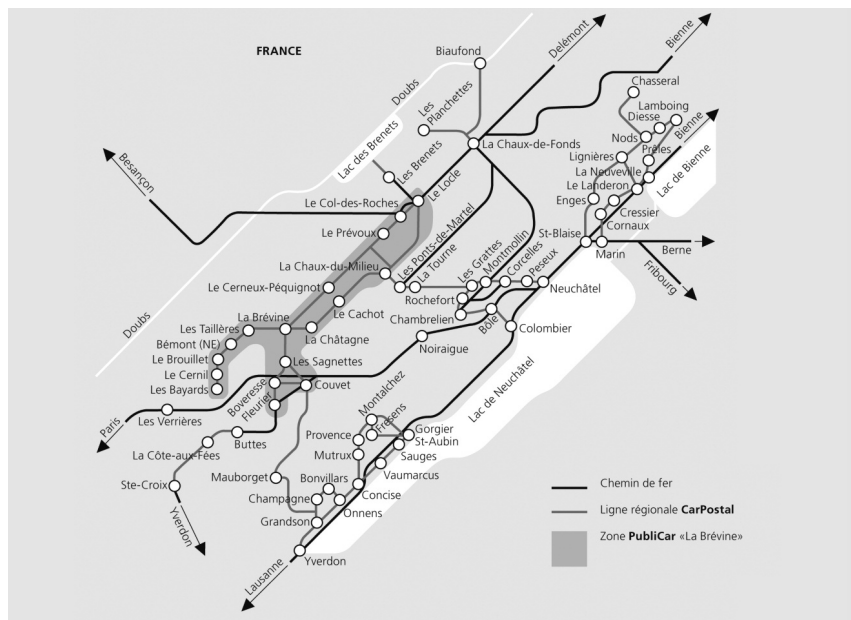 FRANCE
Biaufond
Delémont
Bienne
Doubs
Les
Planchettes
Chasseral
Lamboing
Diesse
Bienne
Nods
Prêles
Lac des Brenets
Les Brenets
La Chaux-de-Fonds
Lignières
La Neuveville
Le Landeron
Lac de Bienne
Besançon
Le Locle
Enges
Cressier
Cornaux
Le Col-des-Roches
Le Prévoux
St-Blaise
Marin
Berne
Fribourg
Les Ponts-de-Martel
La Tourne
Les Grattes
Montmollin
Corcelles
Peseux
Neuchâtel
La Chaux-du-Milieu
Le Cerneux-Péquignot
Rochefort
Chambrelien
Le Cachot
Bôle
Colombier
Doubs
La Brévine
Les Taillères
La Châtagne
Noiraigue
Bémont (NE)
Le Brouillet
Les Sagnettes
Le Cernil
Les Bayards
Boveresse
Fleurier
Couvet
Lac de Neuchâtel
Montalchez
Fresens
Paris
Les Verrières
Provence
Gorgier
St-Aubin
Buttes
La Côte-aux-Fées
Mutrux
Sauges
Vaumarcus
Ste-Croix
Mauborget
Bonvillars
Concise
Champagne
Onnens
Grandson
Yverdon
Yverdon
Lausanne
Chemin de fer
Ligne régionale CarPostal
Zone PubliCar «La Brévine»